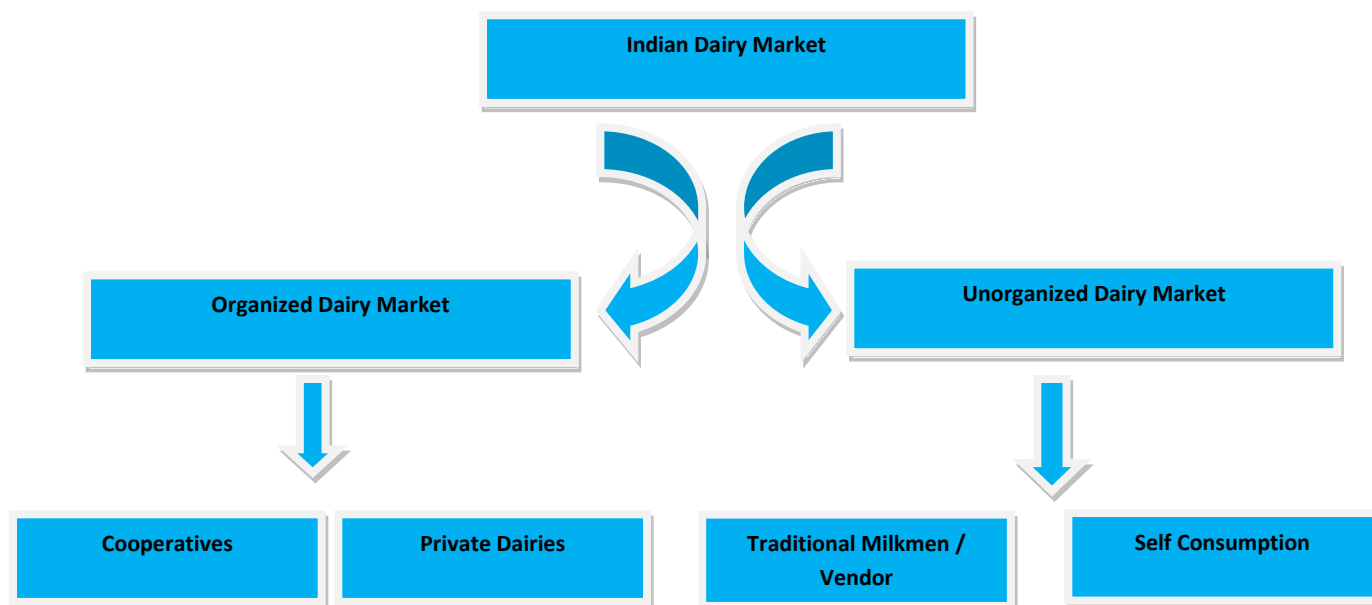 Indian Dairy Market
Organized Dairy Market
Unorganized Dairy Market
Cooperatives
Private Dairies
Traditional Milkmen /
Vendor
Self Consumption